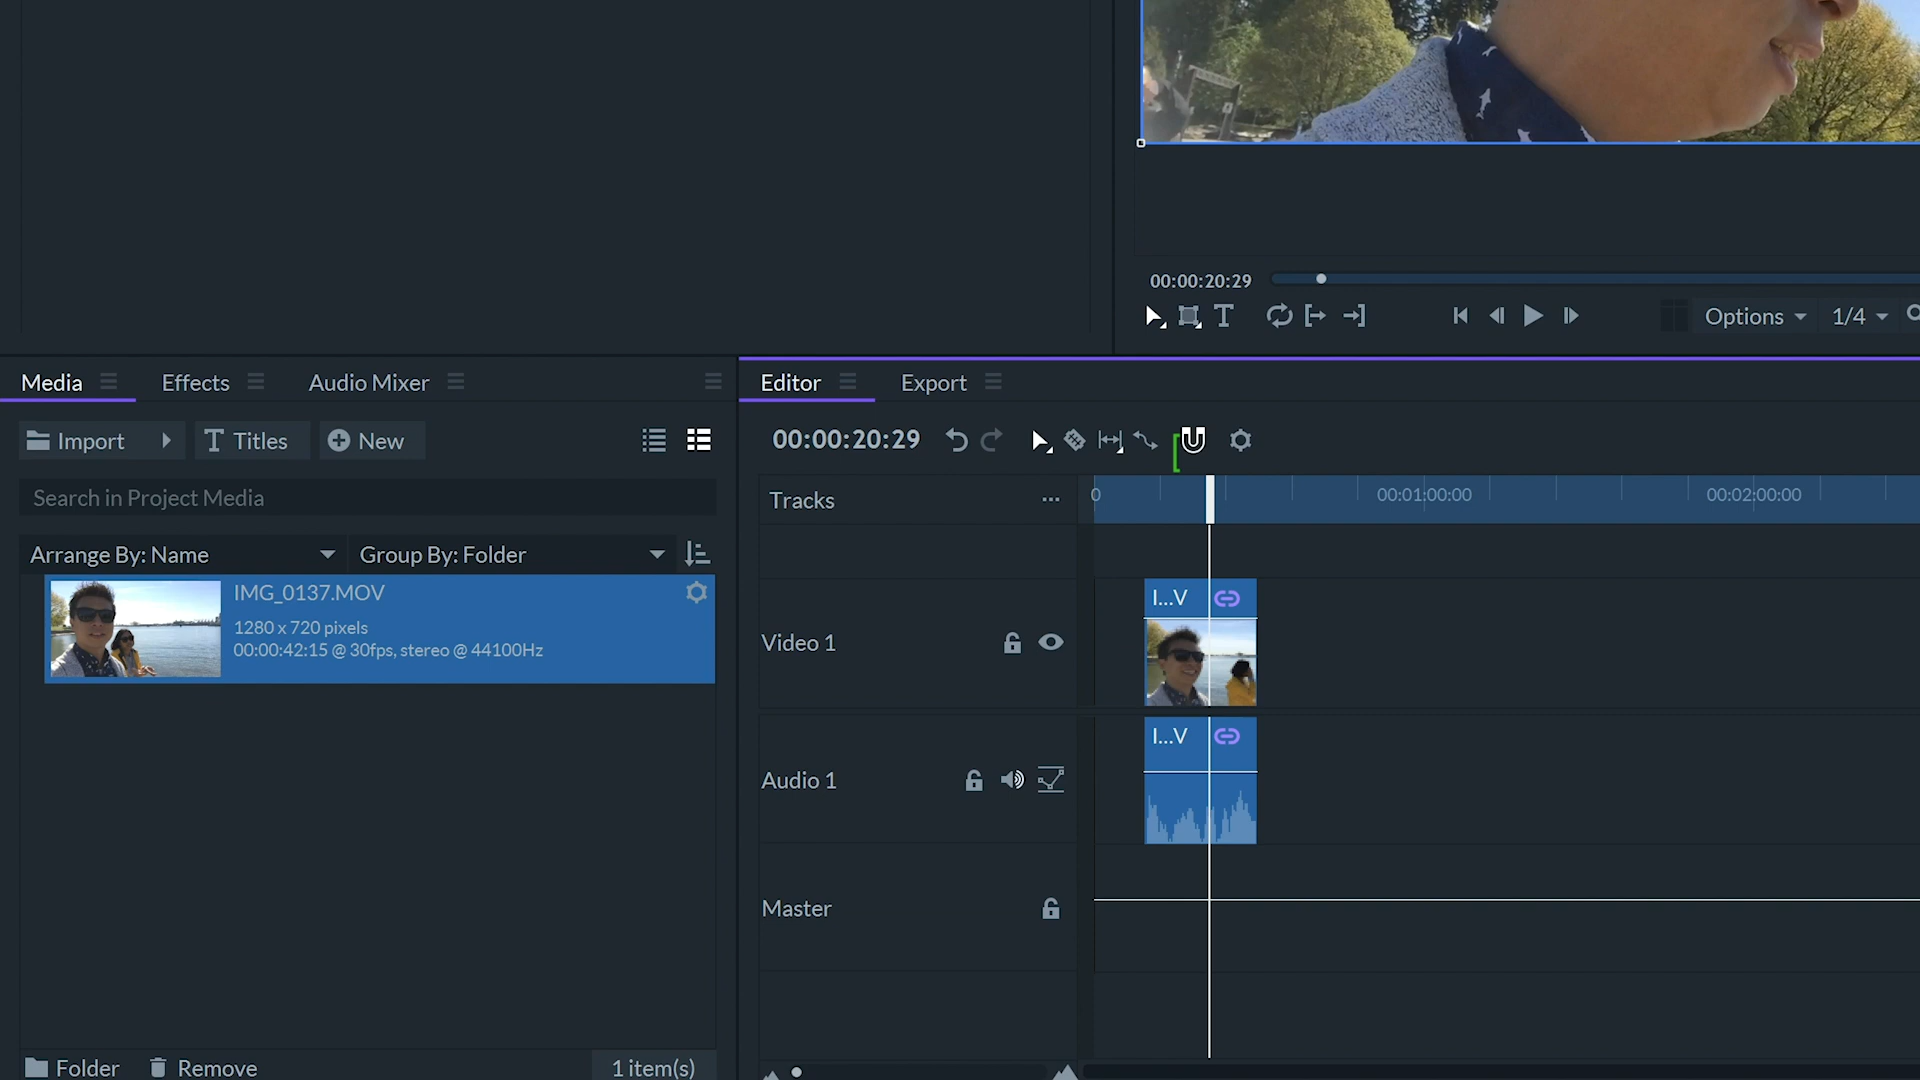 00:00:20:29
Options
1/4
Media
Effects
Audio Mixer
Editor
Export
Import
Titles
New
00:00:20:29
Search in Project Media
Tracks
0
00:01:00:00
00:02:00:00
Arrange By: Name
Group By: Folder
IMG_0137.MOV
1280 x 720 pixels
00:00:42:15 @ 30fps, stereo @ 44100Hz
I...V
Video 1
I...V
Audio 1
Master
Folder
Remove
1 item(s)